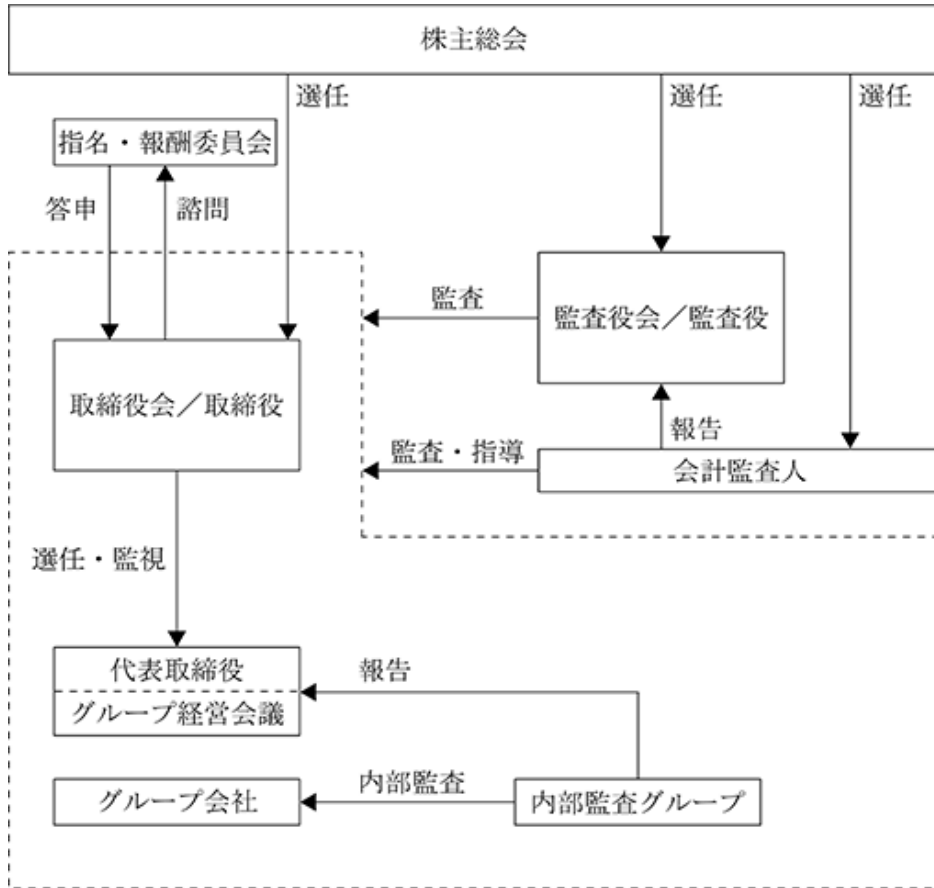 株主総会
選任
選任
選任
指名・報酬委員会
答申
諮問
監査
監査役会／監査役
取締役会／取締役
報告
監査・指導
会計監査人
選任・監視
代表取締役
報告
グループ経営会議
内部監査
グループ会社
内部監査グループ